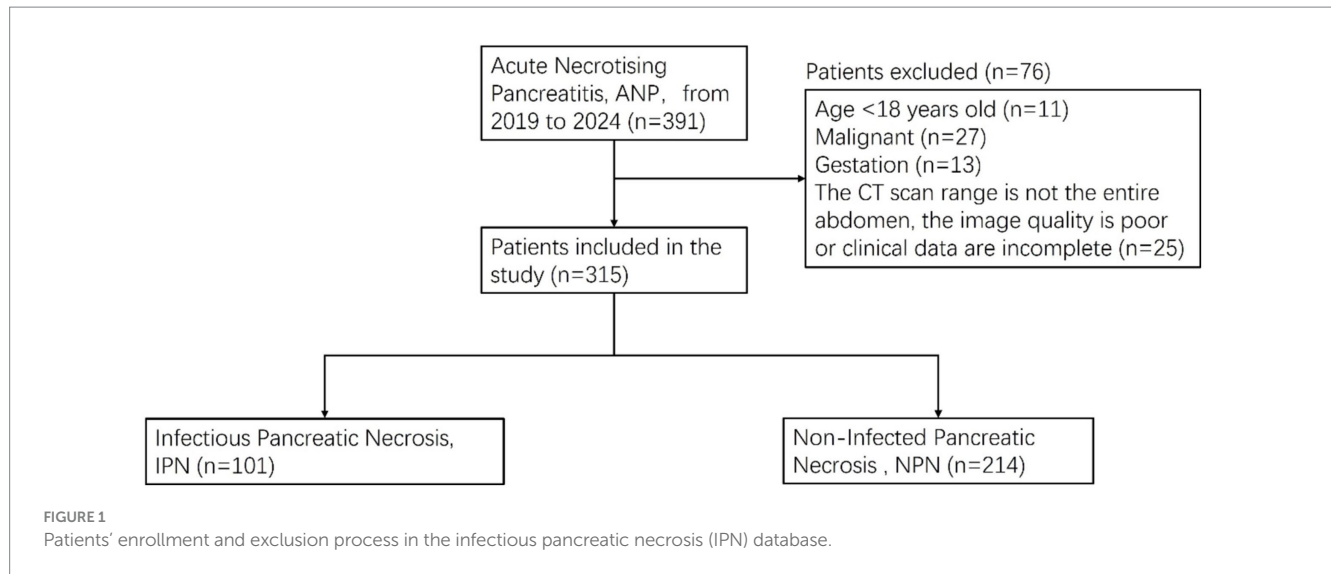 Acute Necrotising
Pancreatitis, ANP, from
2019 to 2024 (n=391)
Patients excluded (n=76)
Age <18 years old (n=11)
Malignant (n=27)
Gestation (n=13)
The CT scan range is not the entire
abdomen, the image quality is poor
or clinical data are incomplete (n=25)
Patients included in the
study (n=315)
Infectious Pancreatic Necrosis,
IPN (n=101)
Non-Infected Pancreatic
Necrosis , NPN (n=214)
FIGURE 1
Patients’ enrollment and exclusion process in the infectious pancreatic necrosis (IPN) database.